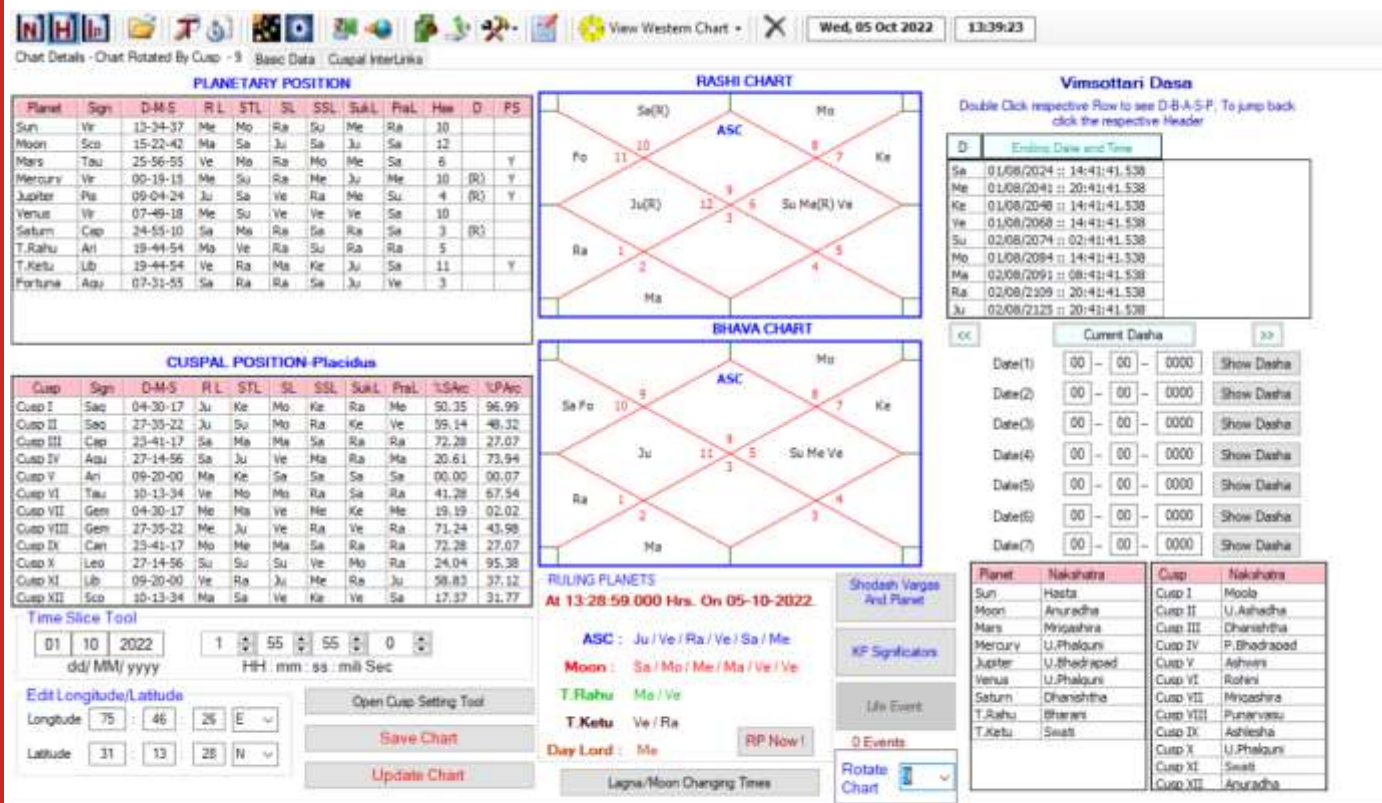 View Western Chart
Wed, 05 Oct 2022
13:39:23
Chart Details - Chart Rotated By Cusp - 9 Basic Data Cuspal InterLinks
PLANETARY POSITION
Planet Sign D-M-S R L STL SL SSL SukL PraL Hse D PS
Sun Vir 13-34-37 Me Mo Ra Su Me Ra 10
Moon Sco 15-22-42 Ma Sa Ju Sa Ju Sa 12
Mars Tau 25-56-55 Ve Ma Ra Mo Me Sa 6 Y
Mercury Vir 00-19-15 Me Su Ra Me Ju Me 10 (R) Y
Jupiter Pis 09-04-24 Ju Sa Ve Ra Me Su 4 (R) Y
Venus Vir 07-49-18 Me Su Ve Ve Ve Sa 10
Saturn Cap 24-55-10 Sa Ma Ra Sa Ra Sa 3 (R)
T.Rahu Ari 19-44-54 Ma Ve Ra Su Ra Ra 5
T.Ketu Lib 19-44-54 Ve Ra Ma Ke Ju Sa 11 Y
Fortuna Aqu 07-31-55 Sa Ra Ra Sa Ju Ve 3
CUSPAL POSITION-Placidus
Cusp Sign D-M-S R L STL SL SSL SukL PraL %SArc %PArc
Cusp I Sag 04-30-17 Ju Ke Mo Ke Ra Me 50.35 96.99
Cusp II Sag 27-35-22 Ju Su Mo Ra Ke Ve 59.14 48.32
Cusp III Cap 23-41-17 Sa Ma Ma Sa Ra Ra 72.28 27.07
Cusp IV Aqu 27-14-56 Sa Ju Ve Ma Ra Ma 20.61 73.94
Cusp V Ari 09-20-00 Ma Ke Sa Sa Sa Sa 00.00 00.07
Cusp VI Tau 10-13-34 Ve Mo Mo Ra Sa Ra 41.28 67.54
Cusp VII Gem 04-30-17 Me Ma Ve Me Ke Me 19.19 02.02
Cusp VIII Gem 27-35-22 Me Ju Ve Ra Ve Ra 71.24 43.98
Cusp IX Can 23-41-17 Mo Me Ma Sa Ra Ra 72.28 27.07
Cusp X Leo 27-14-56 Su Su Su Ve Mo Ra 24.04 95.38
Cusp XI Lib 09-20-00 Ve Ra Ju Me Ra Ju 58.83 37.12
Cusp XII Sco 10-13-34 Ma Sa Ve Ke Ve Sa 17.37 31.77
Time Slice Tool
01 10 2022 1 55 55 0
dd/ MM/ yyyy HH : mm : ss : mili Sec
Edit Longitude/Latitude
Longitude 75 : 46 : 26 E
Latitude 31 : 13 : 28 N
Open Cusp Setting Tool
Save Chart
Update Chart
RASHI CHART
Sa(R)
Mo
ASC
10
8
Fo
11
7
Ke
9
Ju(R)
12
6
Su Me(R) Ve
3
Ra
1
5
2
4
Ma
BHAVA CHART
Mo
ASC
9
8
Sa Fo
10
7
Ke
Ju
11
5
Su Me Ve
3
Ra
1
4
2
3
Ma
RULING PLANETS
At 13:28:59.000 Hrs. On 05-10-2022.
ASC : Ju / Ve / Ra / Ve / Sa / Me
Moon : Sa / Mo / Me / Ma / Ve / Ve
T.Rahu Ma / Ve
T.Ketu Ve / Ra
Day Lord : Me
RP Now !
Lagna/Moon Changing Times
Shodash Vargas And Planet
KP Significators
Life Event
0 Events
Rotate Chart
Vimsottari Dasa
Double Click respective Row to see D-B-A-S-P, To jump back
click the respective Header
D Ending Date and Time
Sa 01/08/2024 :: 14:41:41.538
Me 01/08/2041 :: 20:41:41.538
Ke 01/08/2048 :: 14:41:41.538
Ve 01/08/2068 :: 14:41:41.538
Su 02/08/2074 :: 02:41:41.538
Mo 01/08/2084 :: 14:41:41.538
Ma 02/08/2091 :: 08:41:41.538
Ra 02/08/2109 :: 20:41:41.538
Ju 02/08/2125 :: 20:41:41.538
<< Current Dasha >>
Date(1) 00 - 00 - 0000 Show Dasha
Date(2) 00 - 00 - 0000 Show Dasha
Date(3) 00 - 00 - 0000 Show Dasha
Date(4) 00 - 00 - 0000 Show Dasha
Date(5) 00 - 00 - 0000 Show Dasha
Date(6) 00 - 00 - 0000 Show Dasha
Date(7) 00 - 00 - 0000 Show Dasha
Planet Nakshatra
Sun Hasta
Moon Anuradha
Mars Mrigashira
Mercury U.Phalguni
Jupiter U.Bhadrapad
Venus U.Phalguni
Saturn Dhanishtha
T.Rahu Bharani
T.Ketu Swati
Cusp Nakshatra
Cusp I Moola
Cusp II U.Ashadha
Cusp III Dhanishtha
Cusp IV P.Bhadrapad
Cusp V Ashwini
Cusp VI Rohini
Cusp VII Mrigashira
Cusp VIII Punarvasu
Cusp IX Ashlesha
Cusp X U.Phalguni
Cusp XI Swati
Cusp XII Anuradha